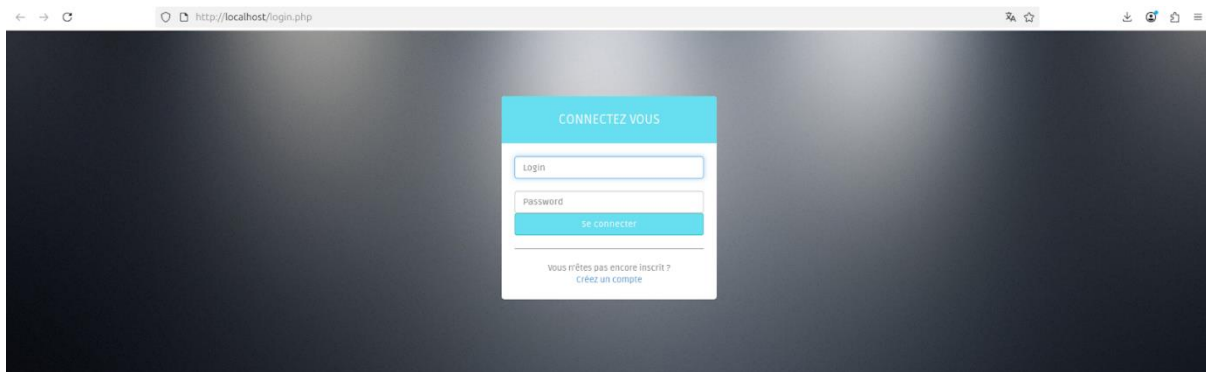 http://localhost/login.php
CONNECTEZ VOUS
Login
Password
Se connecter
Vous n'êtes pas encore inscrit ?
Créez un compte